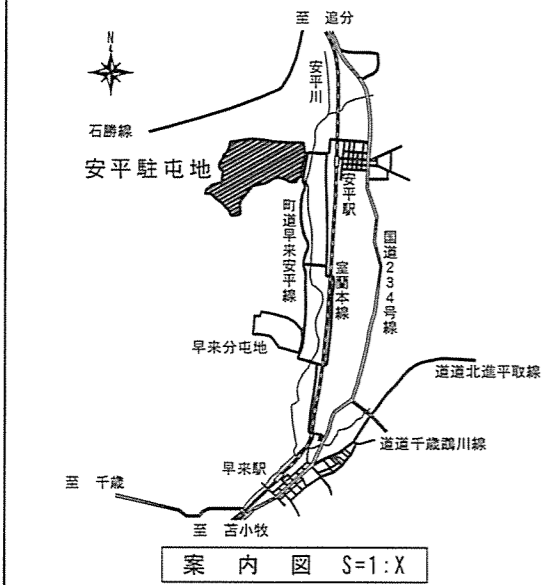 至 追分
N
安平川
石勝線
安平駐屯地
安平駅
町道早来安平線
室蘭本線
国道234号線
早来分屯地
道道北進平取線
道道千歳鵡川線
早来駅
至 千歳
至 苫小牧
案内図 S=1:X